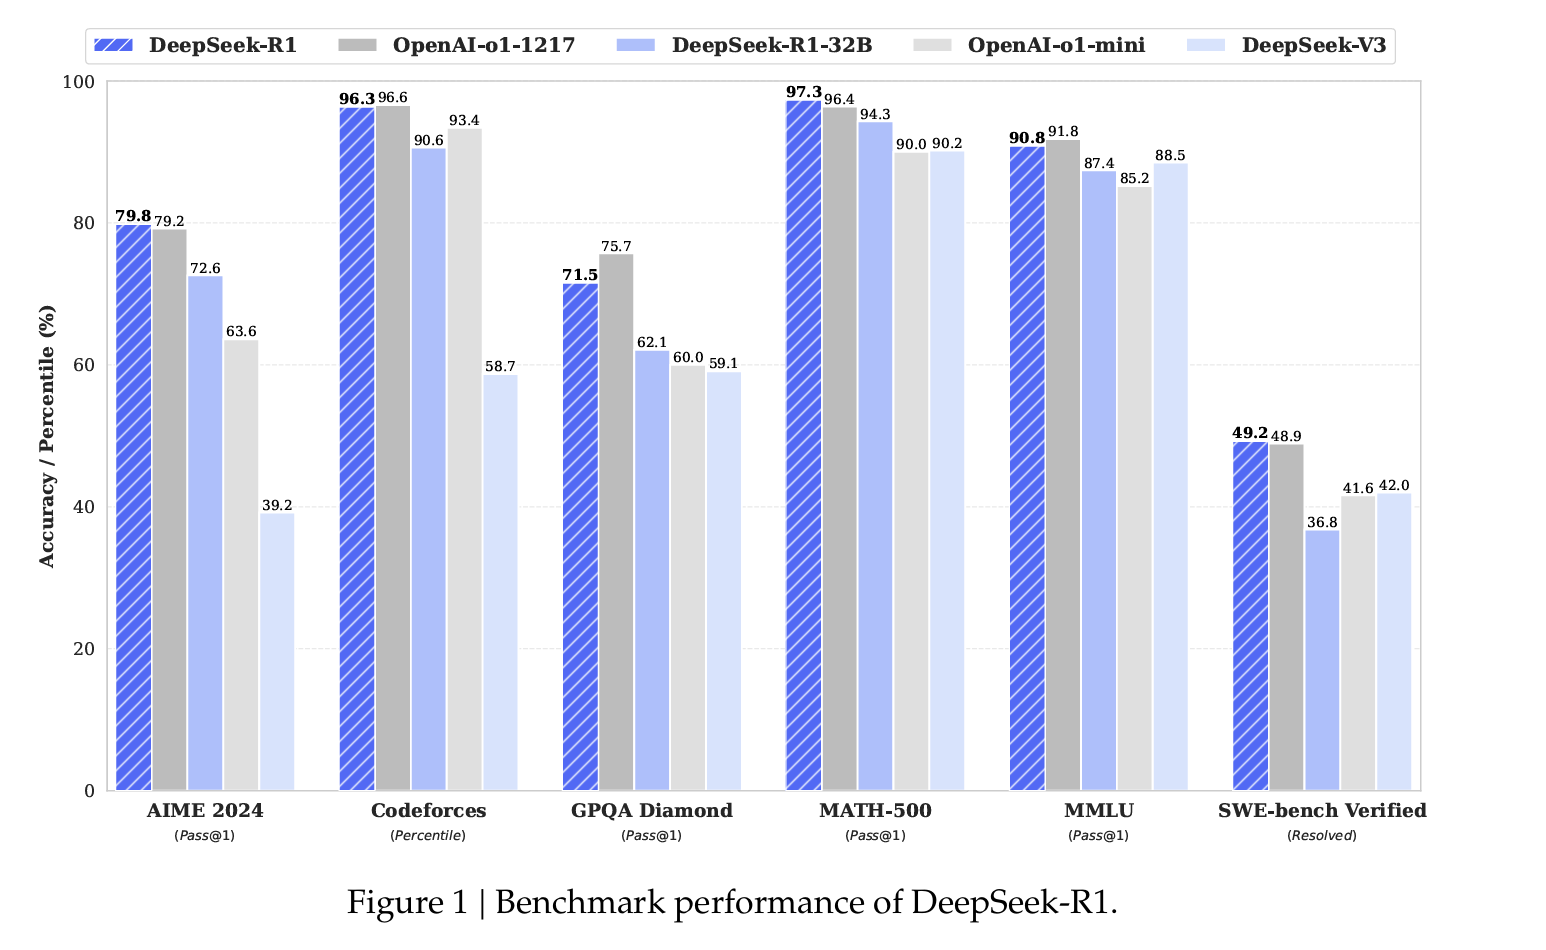 DeepSeek-R1 OpenAI-o1-1217 DeepSeek-R1-32B OpenAI-o1-mini DeepSeek-V3
Accuracy / Percentile (%)
100
80
60
40
20
0
79.8 79.2 72.6 63.6 39.2
96.3 96.6 90.6 93.4 58.7
71.5 75.7 62.1 60.0 59.1
97.3 96.4 94.3 90.0 90.2
90.8 91.8 87.4 85.2 88.5
49.2 48.9 36.8 41.6 42.0
AIME 2024 Codeforces GPQA Diamond MATH-500 MMLU SWE-bench Verified
(Pass@1) (Percentile) (Pass@1) (Pass@1) (Pass@1) (Resolved)
Figure 1 | Benchmark performance of DeepSeek-R1.